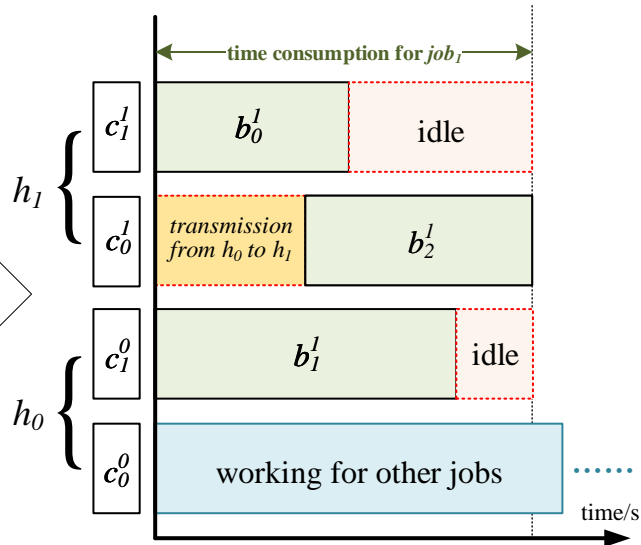 time consumption for job₁
c₁¹ b₀¹ idle
h₁
c₀¹ transmission from h₀ to h₁ b₂¹
c₁⁰ b₁¹ idle
h₀
c₀⁰ working for other jobs ......
time/s